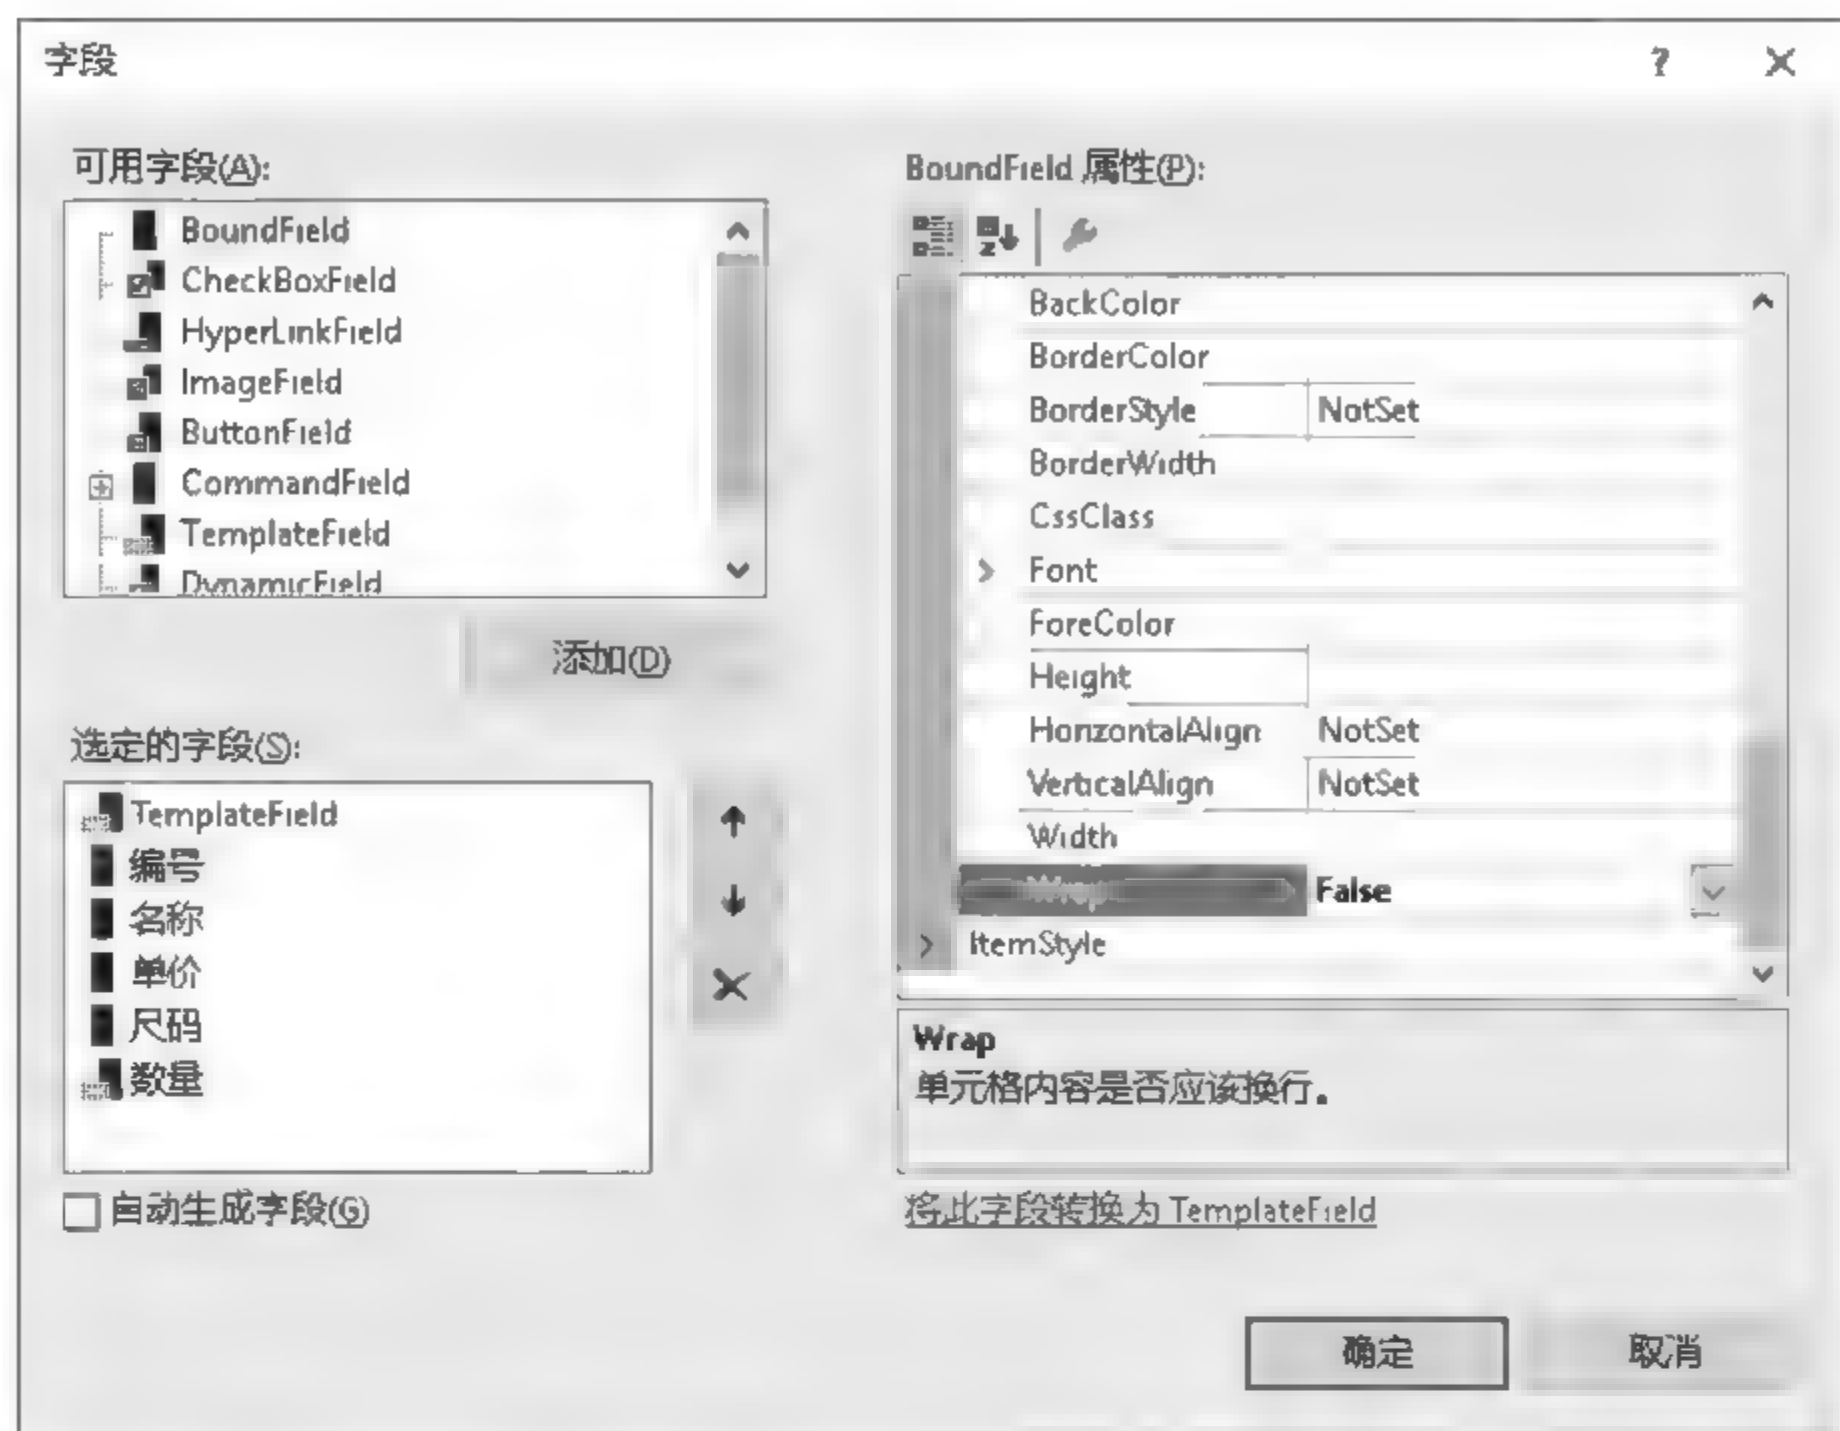 字段
可用字段(A):
BoundField
CheckBoxField
HyperLinkField
ImageField
ButtonField
CommandField
TemplateField
DynamicField
添加(D)
选定的字段(S):
TemplateField
编号
名称
单价
尺码
数量
自动生成字段(G)
BoundField 属性(P):
BackColor
BorderColor
BorderStyle NotSet
BorderWidth
CssClass
Font
ForeColor
Height
HorizontalAlign NotSet
VerticalAlign NotSet
Width
Wrap False
ItemStyle
Wrap
单元格内容是否应该换行。
将此字段转换为 TemplateField
确定
取消